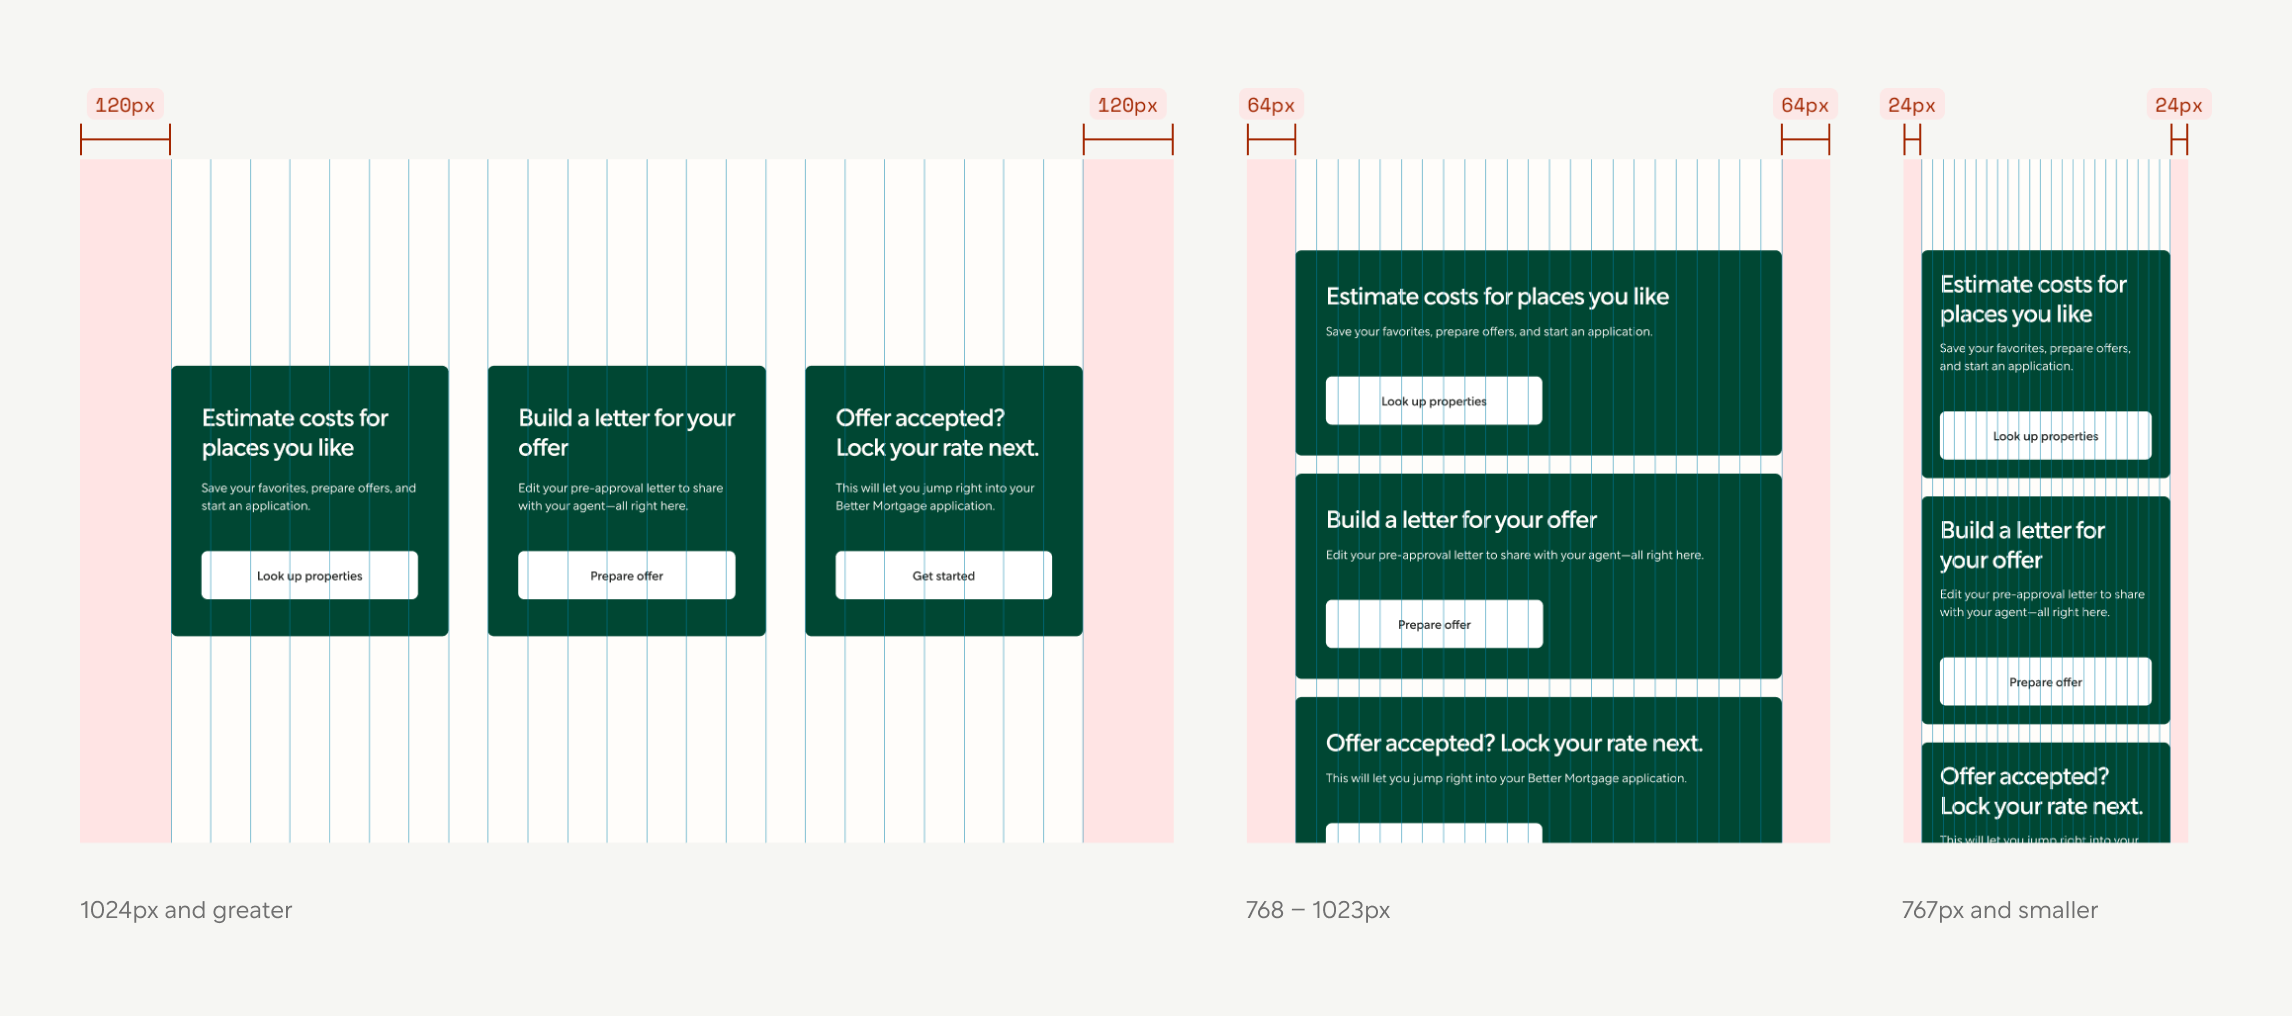 120px
120px
64px
64px
24px
24px
Estimate costs for
places you like
Save your favorites, prepare offers, and
start an application.
Look up properties
Build a letter for your
offer
Edit your pre-approval letter to share
with your agent—all right here.
Prepare offer
Offer accepted?
Lock your rate next.
This will let you jump right into your
Better Mortgage application.
Get started
Estimate costs for places you like
Save your favorites, prepare offers, and start an application.
Look up properties
Build a letter for your offer
Edit your pre-approval letter to share with your agent—all right here.
Prepare offer
Offer accepted? Lock your rate next.
This will let you jump right into your Better Mortgage application.
Estimate costs for
places you like
Save your favorites, prepare offers,
and start an application.
Look up properties
Build a letter for
your offer
Edit your pre-approval letter to share
with your agent—all right here.
Prepare offer
Offer accepted?
Lock your rate next.
This will let you jump right into your
1024px and greater
768 – 1023px
767px and smaller